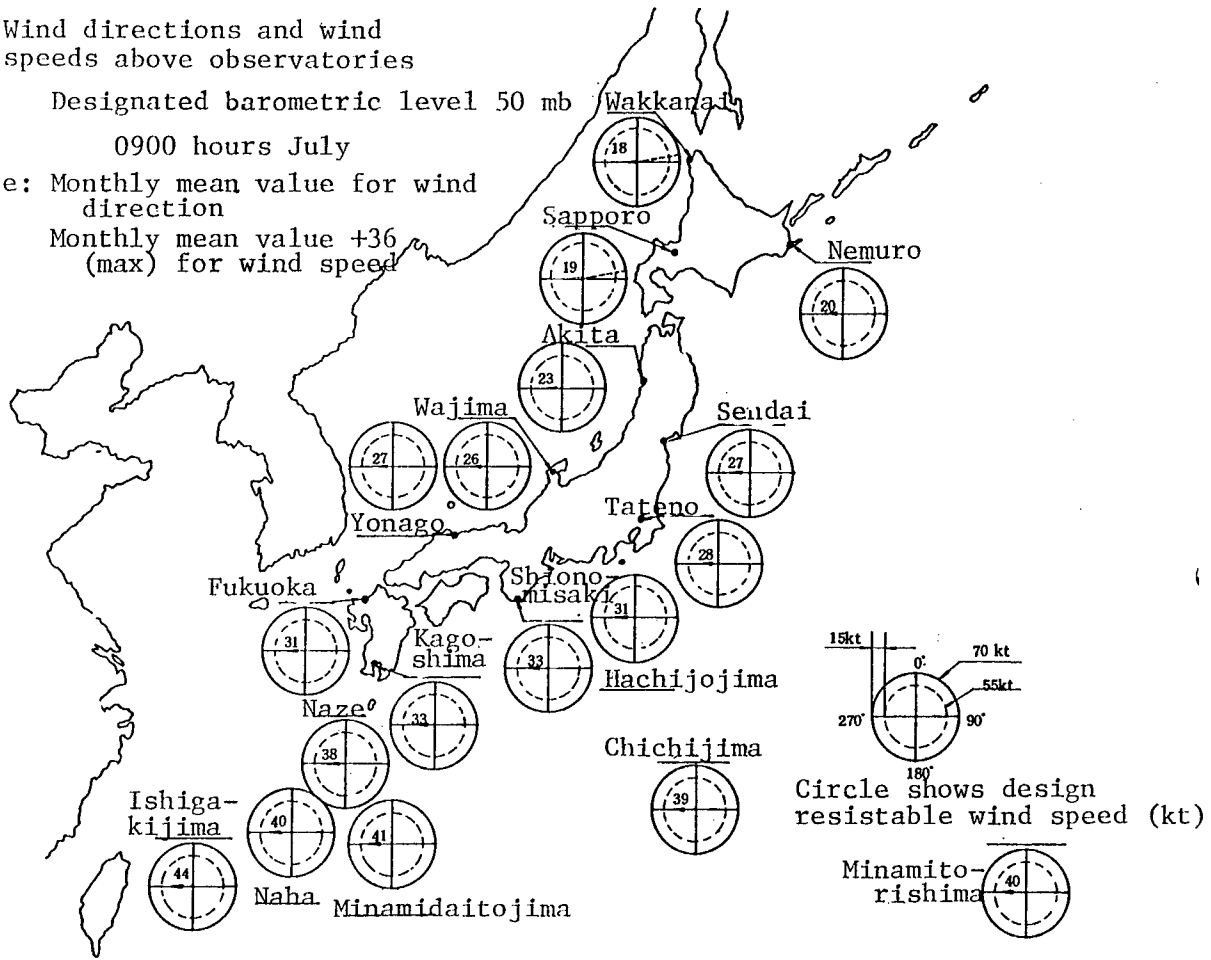 Wind directions and wind
speeds above observatories
Designated barometric level 50 mb
0900 hours July
e: Monthly mean value for wind
direction
Monthly mean value +36
(max) for wind speed
Wakkanai
18
Sapporo
19
Nemuro
20
Akita
23
Wajima
26
27
Yonago
Sendai
27
Tateno
28
Fukuoka
31
Shiono-
misaki
33
31
Hachijojima
Kago-
shima
33
Naze
38
Chichijima
39
Ishiga-
kijima
44
40
Naha
41
Minamidaitojima
15kt
70 kt
0°
55kt
270°
90°
180°
Circle shows design
resistable wind speed (kt)
Minamito-
rishima
40